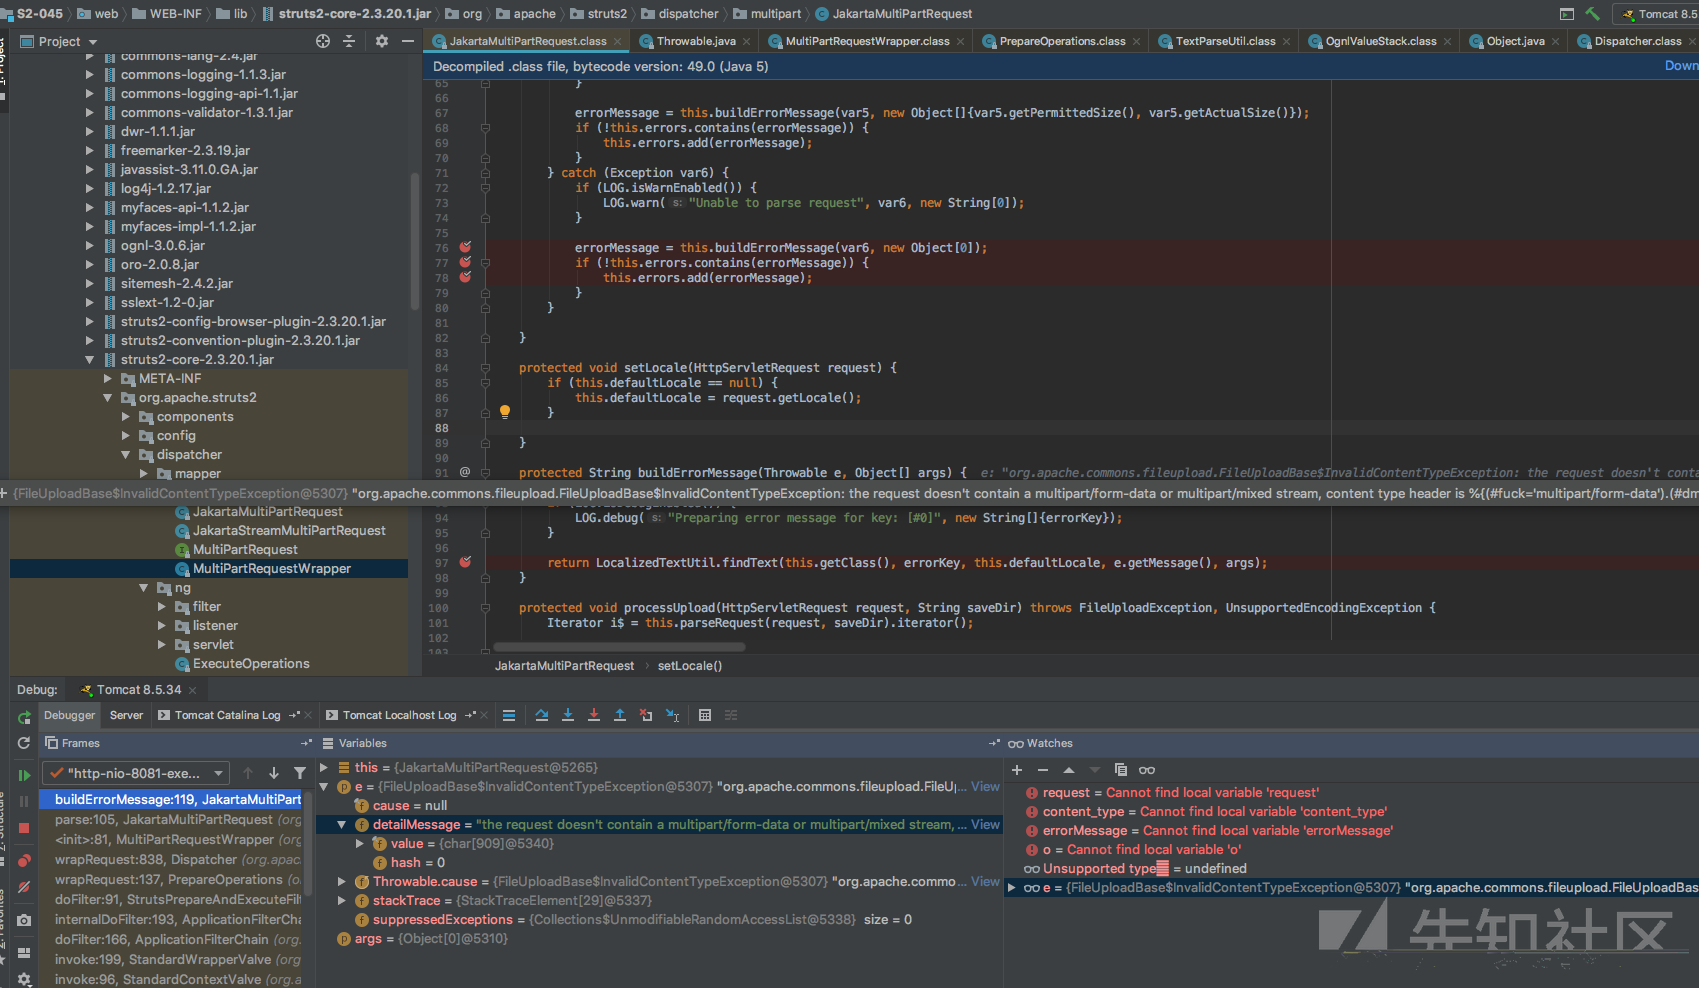 S2-045 web WEB-INF lib struts2-core-2.3.20.1.jar org apache struts2 dispatcher multipart JakartaMultiPartRequest Tomcat 8.5
Project
JakartaMultiPartRequest.class Throwable.java MultiPartRequestWrapper.class PrepareOperations.class TextParseUtil.class OgnlValueStack.class Object.java Dispatcher.class
Decompiled .class file, bytecode version: 49.0 (Java 5) Down
commons-lang-2.4.jar
commons-logging-1.1.3.jar
commons-logging-api-1.1.jar
commons-validator-1.3.1.jar
dwr-1.1.1.jar
freemarker-2.3.19.jar
javassist-3.11.0.GA.jar
log4j-1.2.17.jar
myfaces-api-1.1.2.jar
myfaces-impl-1.1.2.jar
ognl-3.0.6.jar
oro-2.0.8.jar
sitemesh-2.4.2.jar
sslext-1.2-0.jar
struts2-config-browser-plugin-2.3.20.1.jar
struts2-convention-plugin-2.3.20.1.jar
struts2-core-2.3.20.1.jar
META-INF
org.apache.struts2
components
config
dispatcher
mapper
65 }
66
67 errorMessage = this.buildErrorMessage(var5, new Object[]{var5.getPermittedSize(), var5.getActualSize()});
68 if (!this.errors.contains(errorMessage)) {
69 this.errors.add(errorMessage);
70 }
71 } catch (Exception var6) {
72 if (LOG.isWarnEnabled()) {
73 LOG.warn( s: "Unable to parse request", var6, new String[0]);
74 }
75
76 errorMessage = this.buildErrorMessage(var6, new Object[0]);
77 if (!this.errors.contains(errorMessage)) {
78 this.errors.add(errorMessage);
79 }
80 }
81
82 }
83
84 protected void setLocale(HttpServletRequest request) {
85 if (this.defaultLocale == null) {
86 this.defaultLocale = request.getLocale();
87 }
88
89 }
90
91 @ protected String buildErrorMessage(Throwable e, Object[] args) { e: "org.apache.commons.fileupload.FileUploadBase$InvalidContentTypeException: the request doesn't conta
{FileUploadBase$InvalidContentTypeException@5307} "org.apache.commons.fileupload.FileUploadBase$InvalidContentTypeException: the request doesn't contain a multipart/form-data or multipart/mixed stream, content type header is %{(#fuck='multipart/form-data').(#dm
JakartaMultiPartRequest
JakartaStreamMultiPartRequest
MultiPartRequest
MultiPartRequestWrapper
ng
filter
listener
servlet
ExecuteOperations
94 LOG.debug( s: "Preparing error message for key: [#0]", new String[]{errorKey});
95 }
96
97 return LocalizedTextUtil.findText(this.getClass(), errorKey, this.defaultLocale, e.getMessage(), args);
98 }
99
100 protected void processUpload(HttpServletRequest request, String saveDir) throws FileUploadException, UnsupportedEncodingException {
101 Iterator i$ = this.parseRequest(request, saveDir).iterator();
102
103
JakartaMultiPartRequest › setLocale()
Debug: Tomcat 8.5.34
Debugger Server Tomcat Catalina Log Tomcat Localhost Log
Frames
"http-nio-8081-exe...
buildErrorMessage:119, JakartaMultiPart
parse:105, JakartaMultiPartRequest (org
<init>:81, MultiPartRequestWrapper (org
wrapRequest:838, Dispatcher (org.apac
wrapRequest:137, PrepareOperations (o
doFilter:91, StrutsPrepareAndExecuteFilt
internalDoFilter:193, ApplicationFilterCha
doFilter:166, ApplicationFilterChain (org.
invoke:199, StandardWrapperValve (org
invoke:96, StandardContextValve (org.a
Variables
this = {JakartaMultiPartRequest@5265}
e = {FileUploadBase$InvalidContentTypeException@5307} "org.apache.commons.fileupload.FileU... View
cause = null
detailMessage = "the request doesn't contain a multipart/form-data or multipart/mixed stream, ... View
value = {char[909]@5340}
hash = 0
Throwable.cause = {FileUploadBase$InvalidContentTypeException@5307} "org.apache.commo... View
stackTrace = {StackTraceElement[29]@5337}
suppressedExceptions = {Collections$UnmodifiableRandomAccessList@5338} size = 0
args = {Object[0]@5310}
Watches
request = Cannot find local variable 'request'
content_type = Cannot find local variable 'content_type'
errorMessage = Cannot find local variable 'errorMessage'
o = Cannot find local variable 'o'
Unsupported type = undefined
e = {FileUploadBase$InvalidContentTypeException@5307} "org.apache.commons.fileupload.FileUploadBas
先知社区